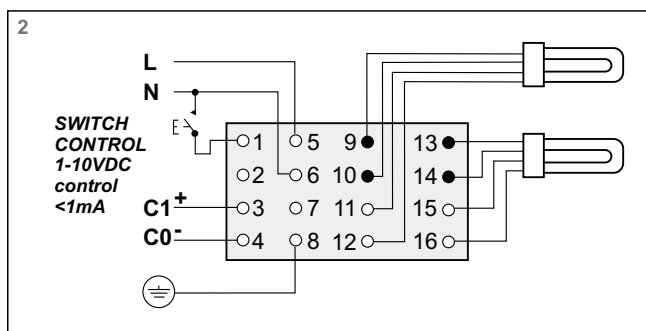 2
L
N
SWITCH
CONTROL
1-10VDC
control
<1mA
C1+
C0-
1 5 9 13
2 6 10 14
3 7 11 15
4 8 12 16